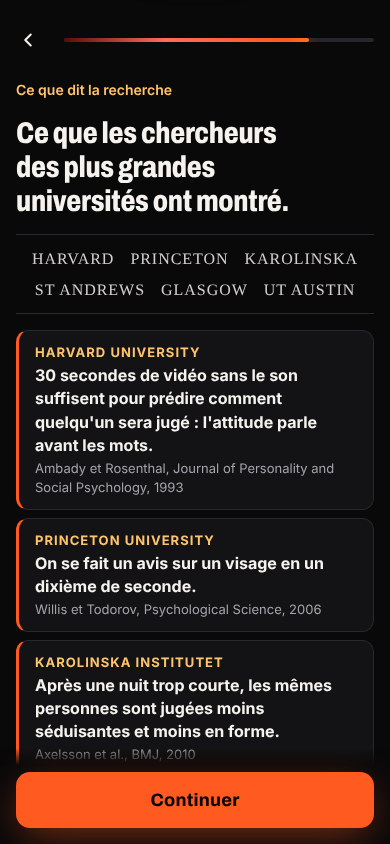 Ce que dit la recherche
Ce que les chercheurs
des plus grandes
universités ont montré.
HARVARD PRINCETON KAROLINSKA
ST ANDREWS GLASGOW UT AUSTIN
HARVARD UNIVERSITY
30 secondes de vidéo sans le son
suffisent pour prédire comment
quelqu'un sera jugé : l'attitude parle
avant les mots.
Ambady et Rosenthal, Journal of Personality and
Social Psychology, 1993
PRINCETON UNIVERSITY
On se fait un avis sur un visage en un
dixième de seconde.
Willis et Todorov, Psychological Science, 2006
KAROLINSKA INSTITUTET
Après une nuit trop courte, les mêmes
personnes sont jugées moins
séduisantes et moins en forme.
Axelsson et al., BMJ, 2010
Continuer